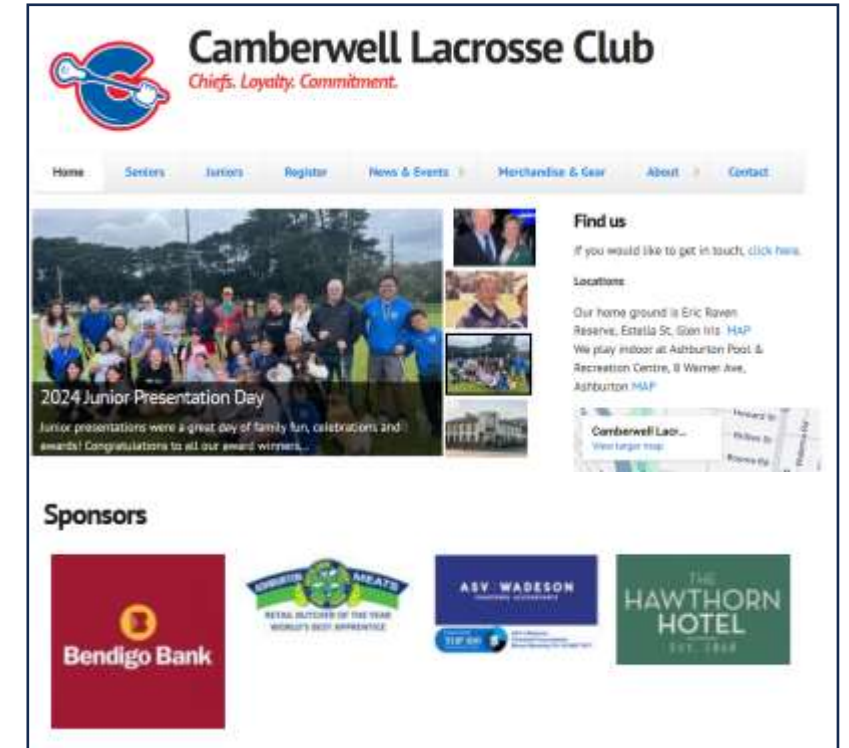 Camberwell Lacrosse Club
Chiefs. Loyalty. Commitment.
Home Seniors Juniors Register News & Events Merchandise & Gear About Contact
2024 Junior Presentation Day
Junior presentations were a great day of family fun, celebrations and
awards! Congratulations to all our award winners...
Find us
If you would like to get in touch, click here.
Locations
Our home ground is Eric Raven
Reserve, Estella St, Glen Iris MAP
We play indoor at Ashburton Pool &
Recreation Centre, 8 Warner Ave,
Ashburton MAP
Camberwell Lacr...
View larger map
Sponsors
Bendigo Bank
ASHBURTON MEATS
RETAIL BUTCHER OF THE YEAR
WORLD'S BEST APPRENTICE
ASV WADESON
CHARTERED ACCOUNTANTS
THE
HAWTHORN
HOTEL